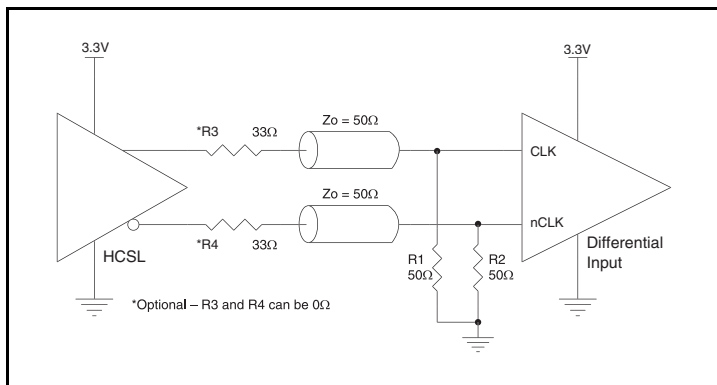 3.3V
3.3V
Zo = 50Ω
*R3
33Ω
CLK
Zo = 50Ω
nCLK
*R4
33Ω
HCSL
R1
50Ω
R2
50Ω
Differential
Input
*Optional – R3 and R4 can be 0Ω